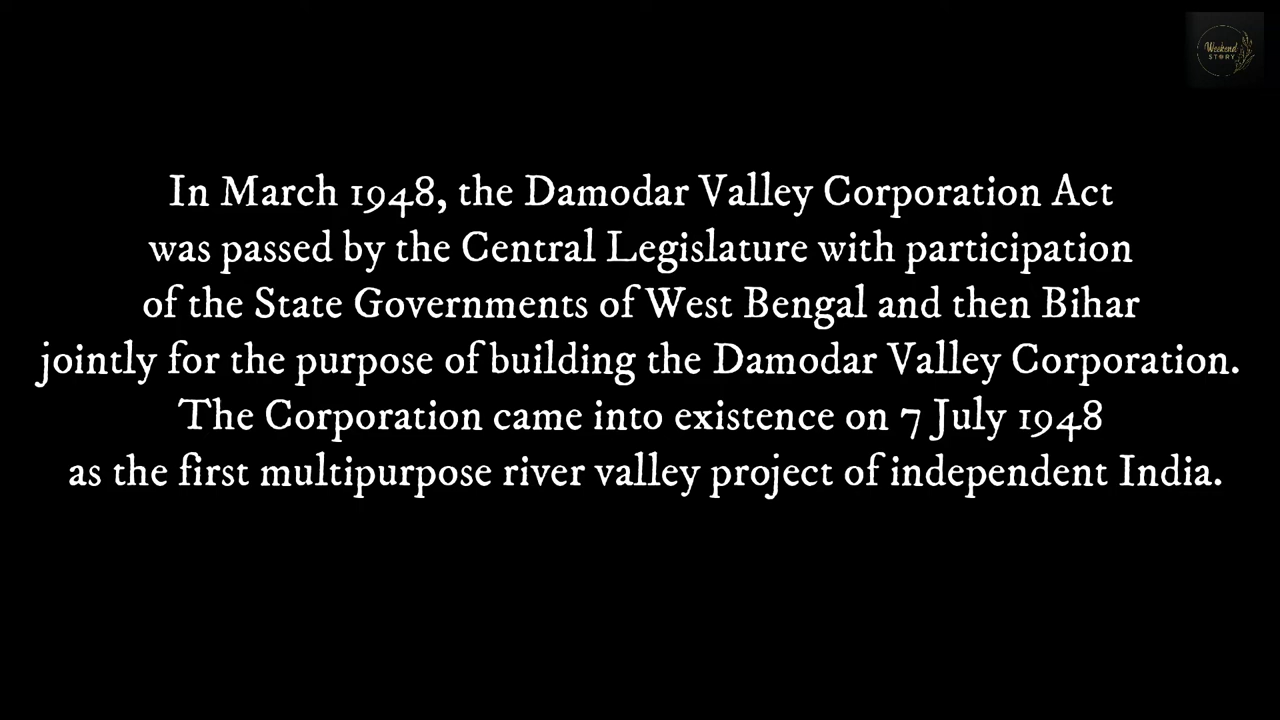 Weekend
STORY
In March 1948, the Damodar Valley Corporation Act
was passed by the Central Legislature with participation
of the State Governments of West Bengal and then Bihar
jointly for the purpose of building the Damodar Valley Corporation.
The Corporation came into existence on 7 July 1948
as the first multipurpose river valley project of independent India.